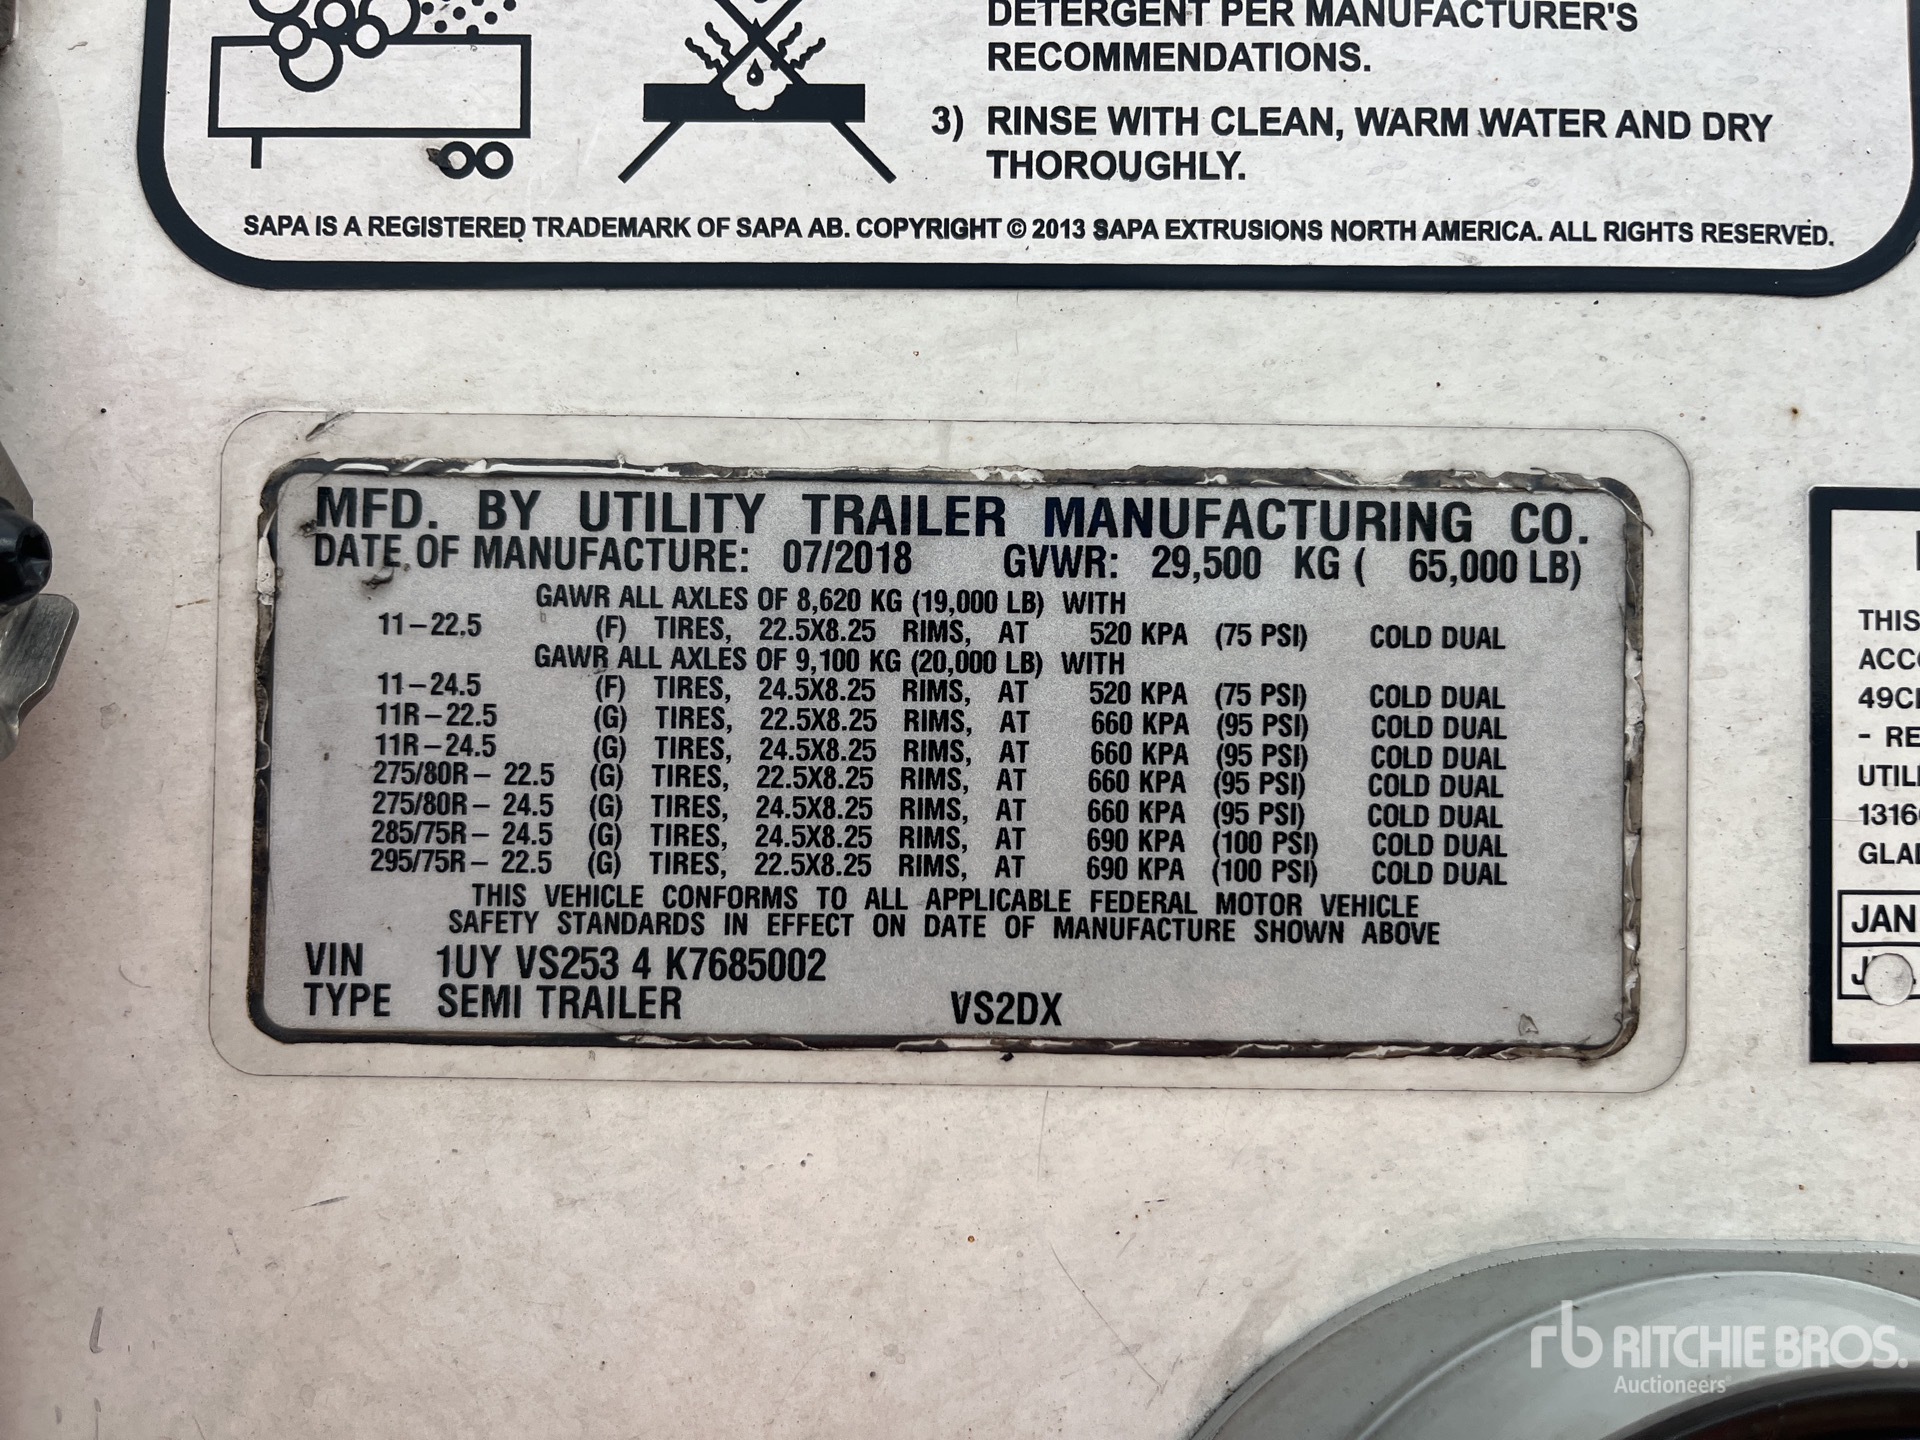 DETERGENT PER MANUFACTURER'S
RECOMMENDATIONS.
3) RINSE WITH CLEAN, WARM WATER AND DRY
THOROUGHLY.
SAPA IS A REGISTERED TRADEMARK OF SAPA AB. COPYRIGHT © 2013 SAPA EXTRUSIONS NORTH AMERICA. ALL RIGHTS RESERVED.
MFD. BY UTILITY TRAILER MANUFACTURING CO.
DATE OF MANUFACTURE: 07/2018 GVWR: 29,500 KG ( 65,000 LB)
GAWR ALL AXLES OF 8,620 KG (19,000 LB) WITH
11-22.5 (F) TIRES, 22.5X8.25 RIMS, AT 520 KPA (75 PSI) COLD DUAL
GAWR ALL AXLES OF 9,100 KG (20,000 LB) WITH
11-24.5 (F) TIRES, 24.5X8.25 RIMS, AT 520 KPA (75 PSI) COLD DUAL
11R-22.5 (G) TIRES, 22.5X8.25 RIMS, AT 660 KPA (95 PSI) COLD DUAL
11R-24.5 (G) TIRES, 24.5X8.25 RIMS, AT 660 KPA (95 PSI) COLD DUAL
275/80R- 22.5 (G) TIRES, 22.5X8.25 RIMS, AT 660 KPA (95 PSI) COLD DUAL
275/80R- 24.5 (G) TIRES, 24.5X8.25 RIMS, AT 660 KPA (95 PSI) COLD DUAL
285/75R- 24.5 (G) TIRES, 24.5X8.25 RIMS, AT 690 KPA (100 PSI) COLD DUAL
295/75R- 22.5 (G) TIRES, 22.5X8.25 RIMS, AT 690 KPA (100 PSI) COLD DUAL
THIS VEHICLE CONFORMS TO ALL APPLICABLE FEDERAL MOTOR VEHICLE
SAFETY STANDARDS IN EFFECT ON DATE OF MANUFACTURE SHOWN ABOVE
VIN 1UY VS253 4 K7685002
TYPE SEMI TRAILER VS2DX
THIS
ACC
49C
- RE
UTIL
1316
GLA
JAN
rb RITCHIE BROS.
Auctioneers